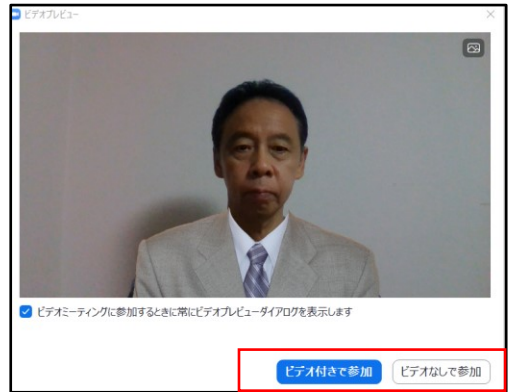 ビデオプレビュー
ビデオミーティングに参加するときに常にビデオプレビューダイアログを表示します
ビデオ付きで参加
ビデオなしで参加